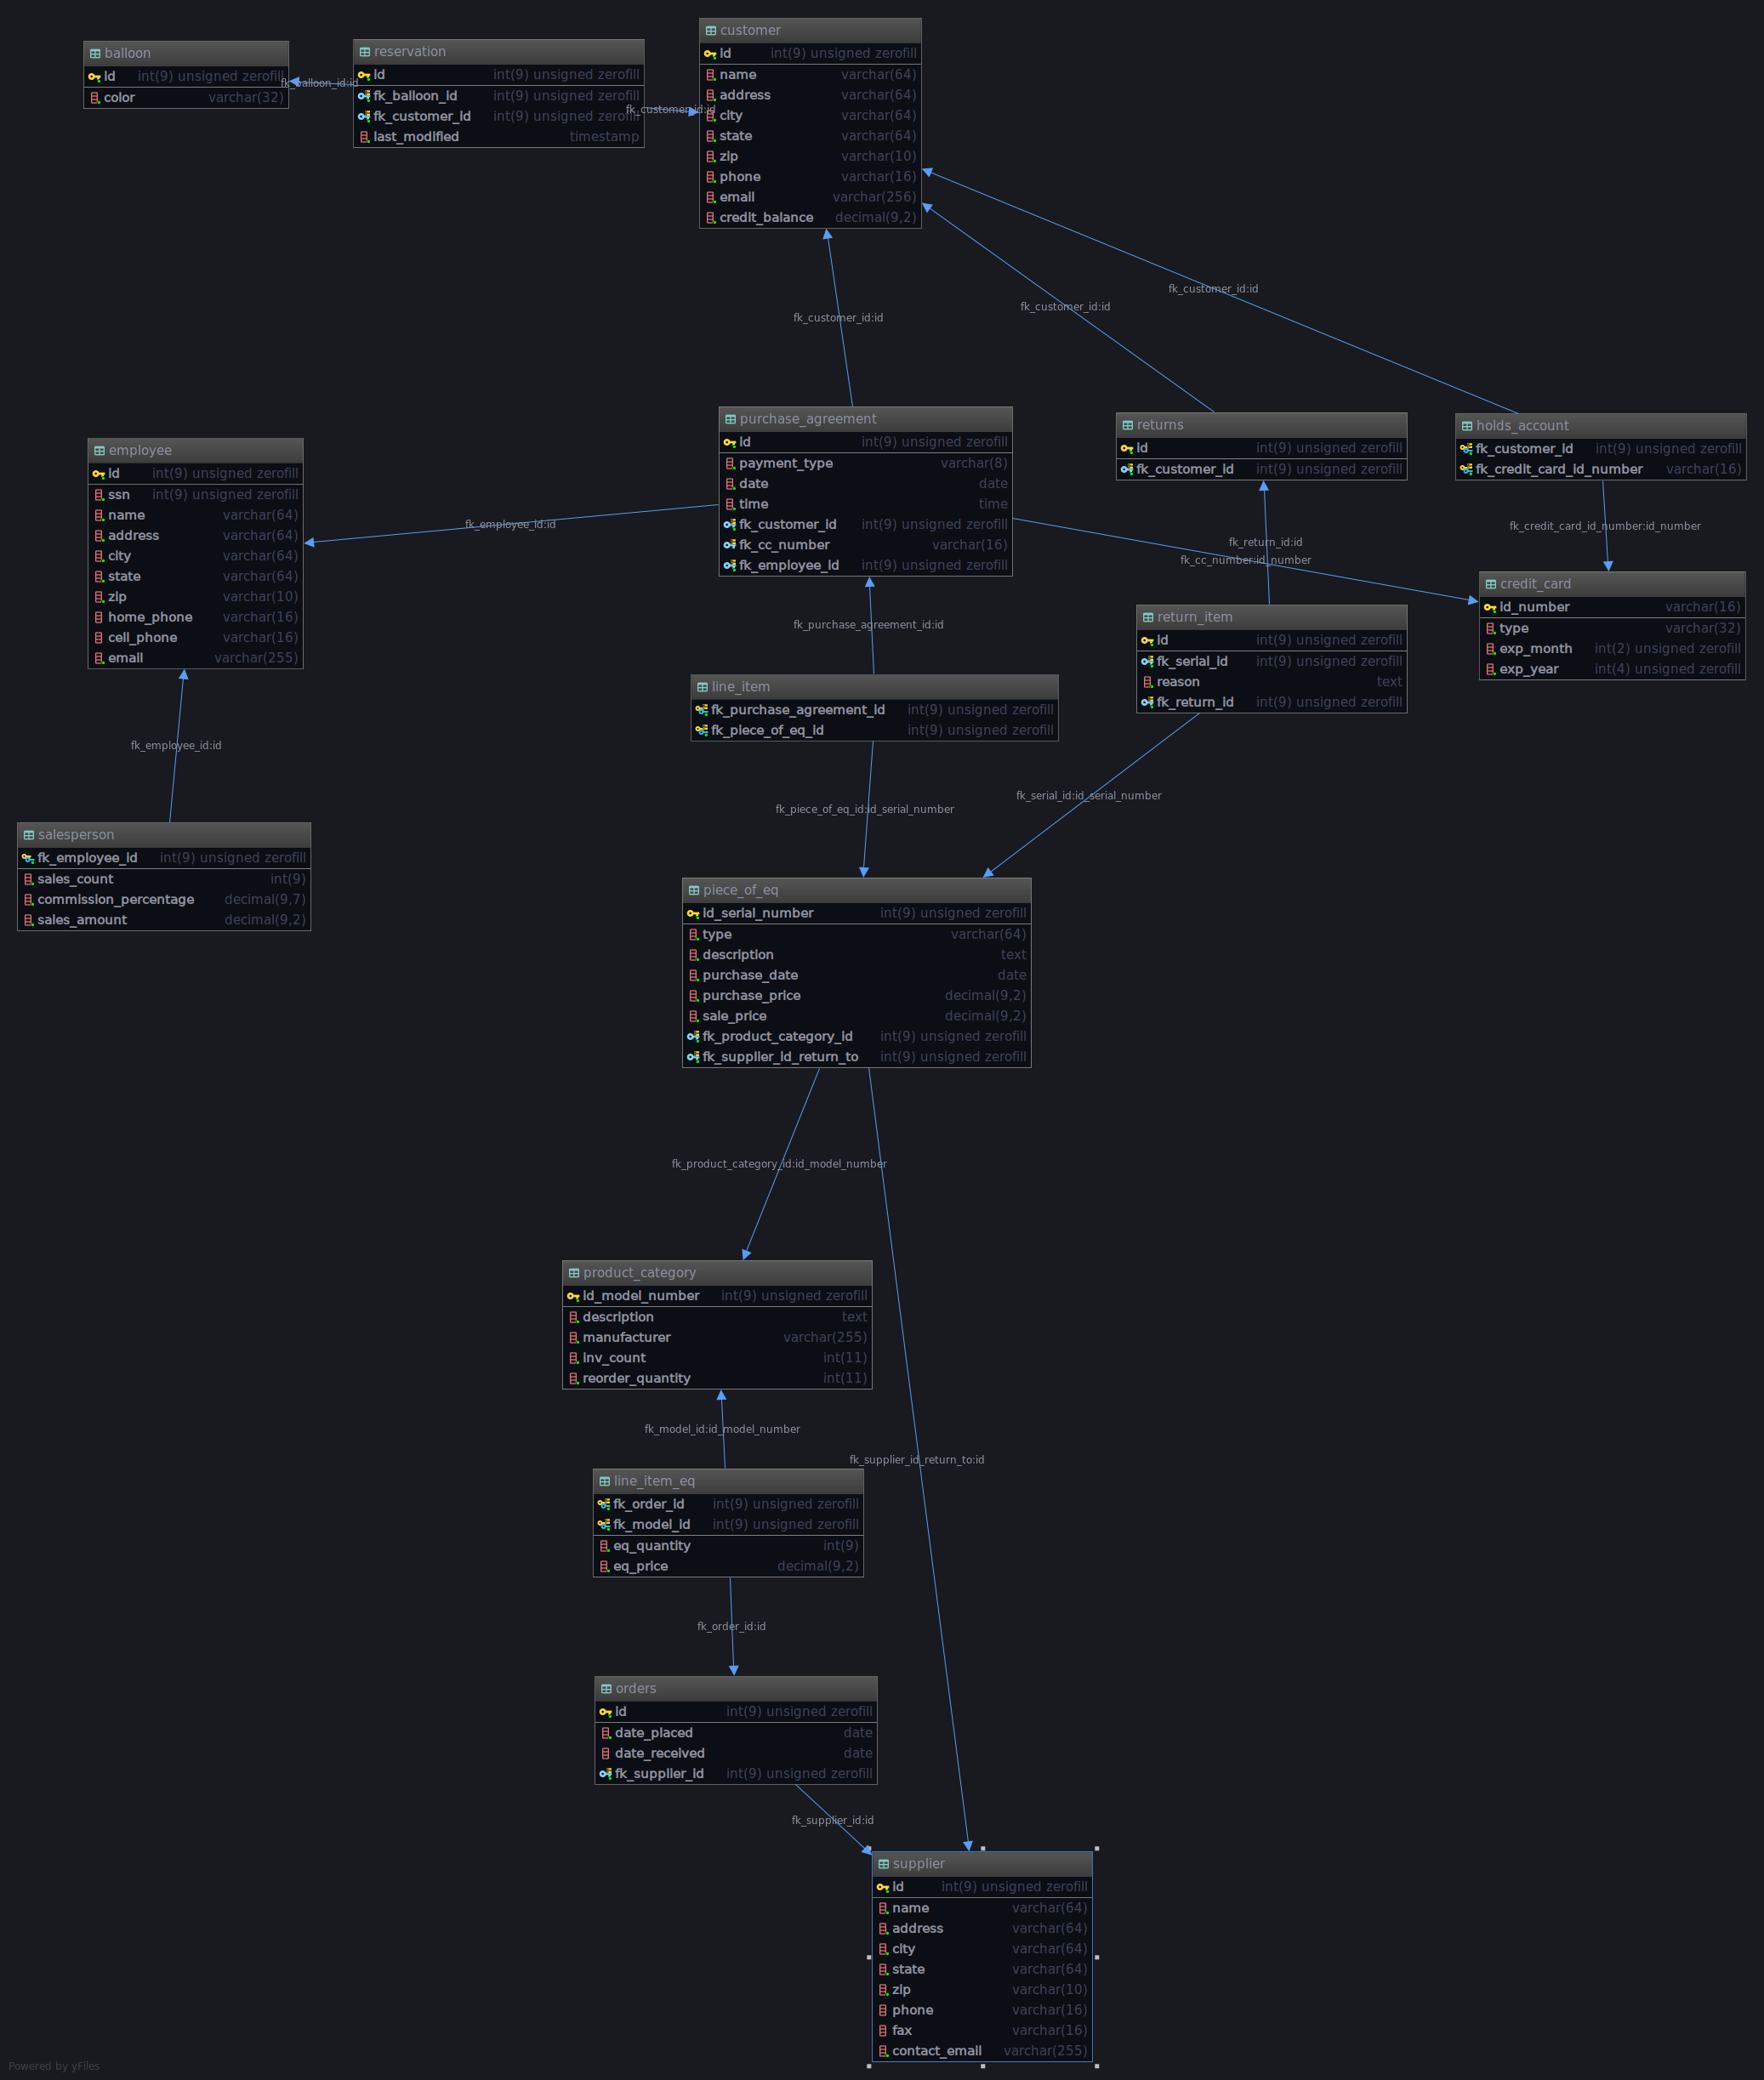 balloon
id int(9) unsigned zerofill
color varchar(32)
fk_balloon_id:id
reservation
id int(9) unsigned zerofill
fk_balloon_id int(9) unsigned zerofill
fk_customer_id int(9) unsigned zerofill
last_modified timestamp
fk_customer_id:id
customer
id int(9) unsigned zerofill
name varchar(64)
address varchar(64)
city varchar(64)
state varchar(64)
zip varchar(10)
phone varchar(16)
email varchar(256)
credit_balance decimal(9,2)
fk_customer_id:id
fk_customer_id:id
fk_customer_id:id
employee
id int(9) unsigned zerofill
ssn int(9) unsigned zerofill
name varchar(64)
address varchar(64)
city varchar(64)
state varchar(64)
zip varchar(10)
home_phone varchar(16)
cell_phone varchar(16)
email varchar(255)
fk_employee_id:id
purchase_agreement
id int(9) unsigned zerofill
payment_type varchar(8)
date date
time time
fk_customer_id int(9) unsigned zerofill
fk_cc_number varchar(16)
fk_employee_id int(9) unsigned zerofill
returns
id int(9) unsigned zerofill
fk_customer_id int(9) unsigned zerofill
holds_account
fk_customer_id int(9) unsigned zerofill
fk_credit_card_id_number varchar(16)
fk_credit_card_id_number:id_number
fk_return_id:id
fk_cc_number:id_number
credit_card
id_number varchar(16)
type varchar(32)
exp_month int(2) unsigned zerofill
exp_year int(4) unsigned zerofill
return_item
id int(9) unsigned zerofill
fk_serial_id int(9) unsigned zerofill
reason text
fk_return_id int(9) unsigned zerofill
fk_purchase_agreement_id:id
line_item
fk_purchase_agreement_id int(9) unsigned zerofill
fk_piece_of_eq_id int(9) unsigned zerofill
fk_employee_id:id
fk_piece_of_eq_id:id_serial_number
fk_serial_id:id_serial_number
salesperson
fk_employee_id int(9) unsigned zerofill
sales_count int(9)
commission_percentage decimal(9,7)
sales_amount decimal(9,2)
piece_of_eq
id_serial_number int(9) unsigned zerofill
type varchar(64)
description text
purchase_date date
purchase_price decimal(9,2)
sale_price decimal(9,2)
fk_product_category_id int(9) unsigned zerofill
fk_supplier_id_return_to int(9) unsigned zerofill
fk_product_category_id:id_model_number
product_category
id_model_number int(9) unsigned zerofill
description text
manufacturer varchar(255)
inv_count int(11)
reorder_quantity int(11)
fk_model_id:id_model_number
fk_supplier_id_return_to:id
line_item_eq
fk_order_id int(9) unsigned zerofill
fk_model_id int(9) unsigned zerofill
eq_quantity int(9)
eq_price decimal(9,2)
fk_order_id:id
orders
id int(9) unsigned zerofill
date_placed date
date_received date
fk_supplier_id int(9) unsigned zerofill
fk_supplier_id:id
supplier
id int(9) unsigned zerofill
name varchar(64)
address varchar(64)
city varchar(64)
state varchar(64)
zip varchar(10)
phone varchar(16)
fax varchar(16)
contact_email varchar(255)
Powered by yFiles